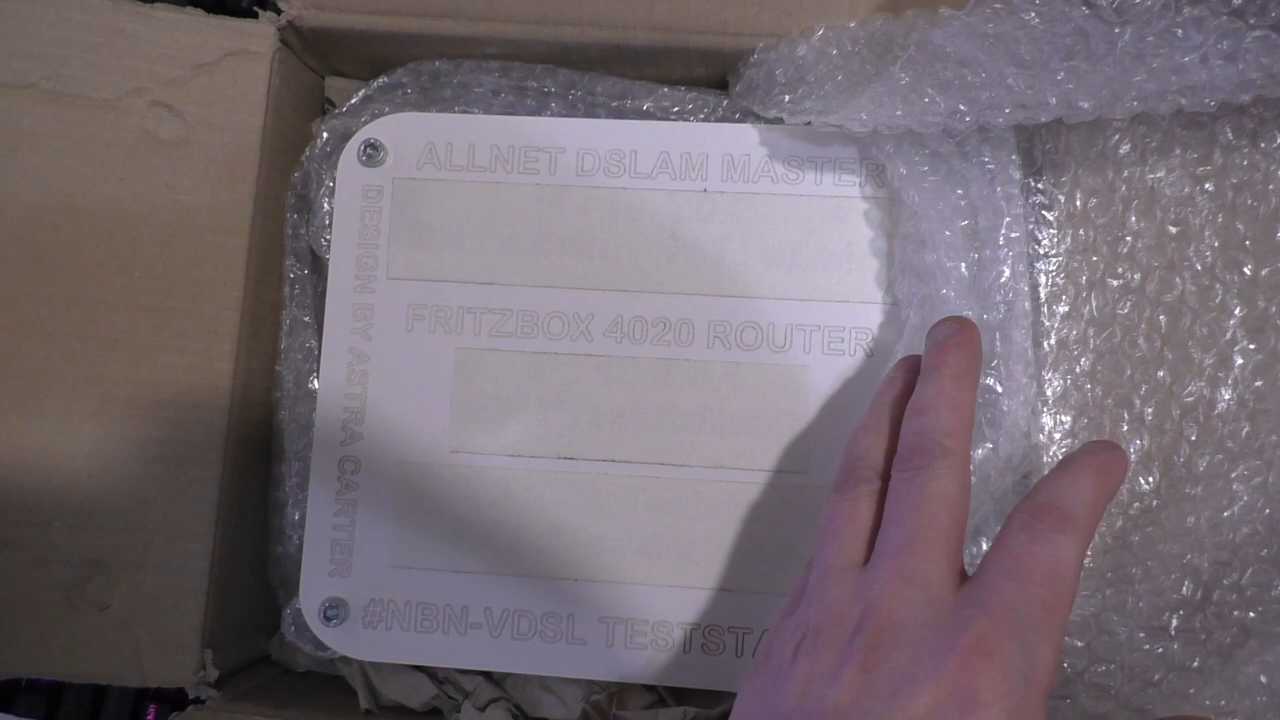 ALLNET DSLAM MASTER
DESIGN BY ASTRA CARTER
FRITZBOX 4020 ROUTER
#NBN-VDSL TESTSTA